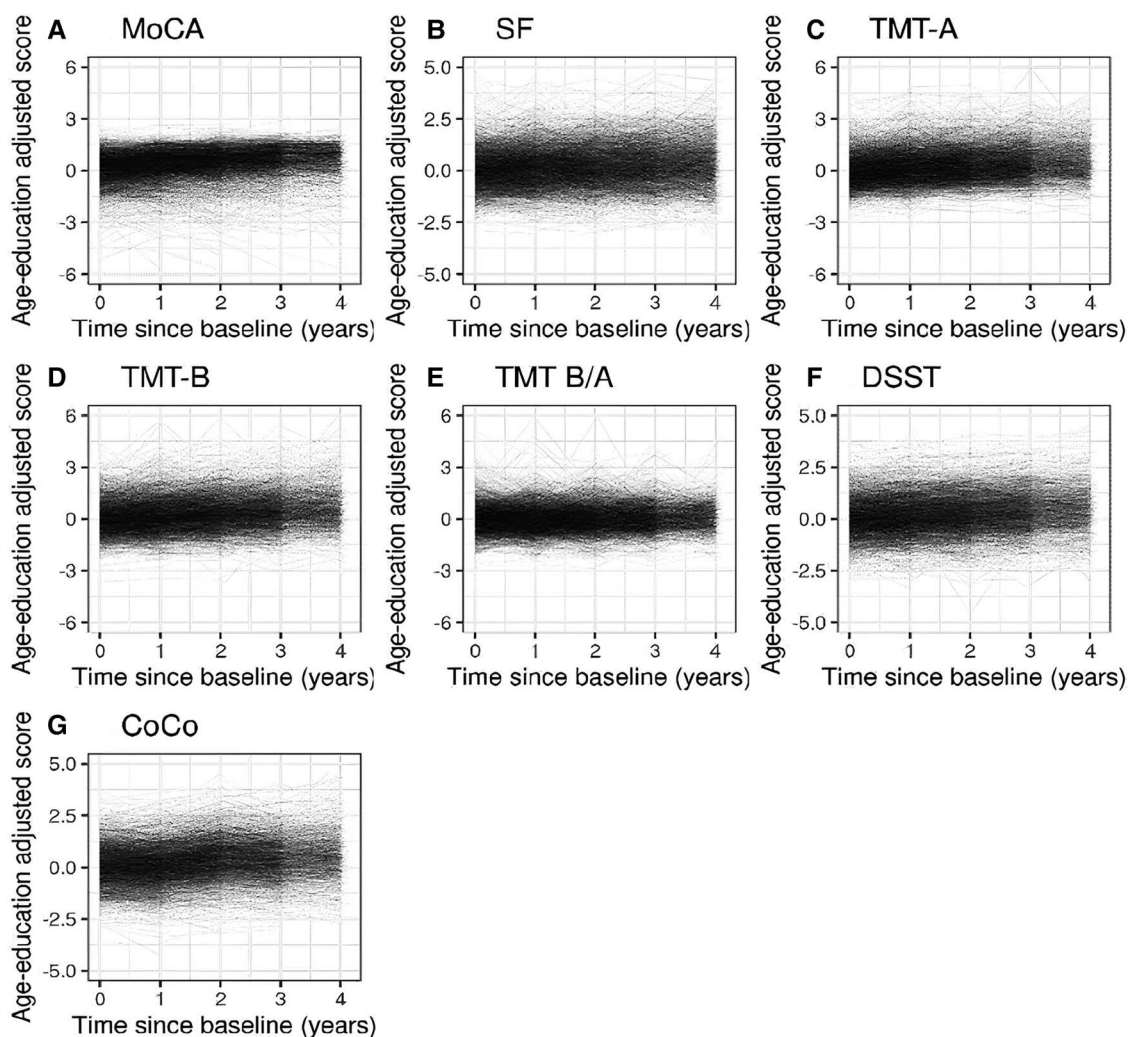 A MoCA
Age-education adjusted score
6
3
0
-3
-6
0 1 2 3 4
Time since baseline (years)
B SF
Age-education adjusted score
5.0
2.5
0.0
-2.5
-5.0
0 1 2 3 4
Time since baseline (years)
C TMT-A
Age-education adjusted score
6
3
0
-3
-6
0 1 2 3 4
Time since baseline (years)
D TMT-B
Age-education adjusted score
6
3
0
-3
-6
0 1 2 3 4
Time since baseline (years)
E TMT B/A
Age-education adjusted score
6
3
0
-3
-6
0 1 2 3 4
Time since baseline (years)
F DSST
Age-education adjusted score
5.0
2.5
0.0
-2.5
-5.0
0 1 2 3 4
Time since baseline (years)
G CoCo
Age-education adjusted score
5.0
2.5
0.0
-2.5
-5.0
0 1 2 3 4
Time since baseline (years)